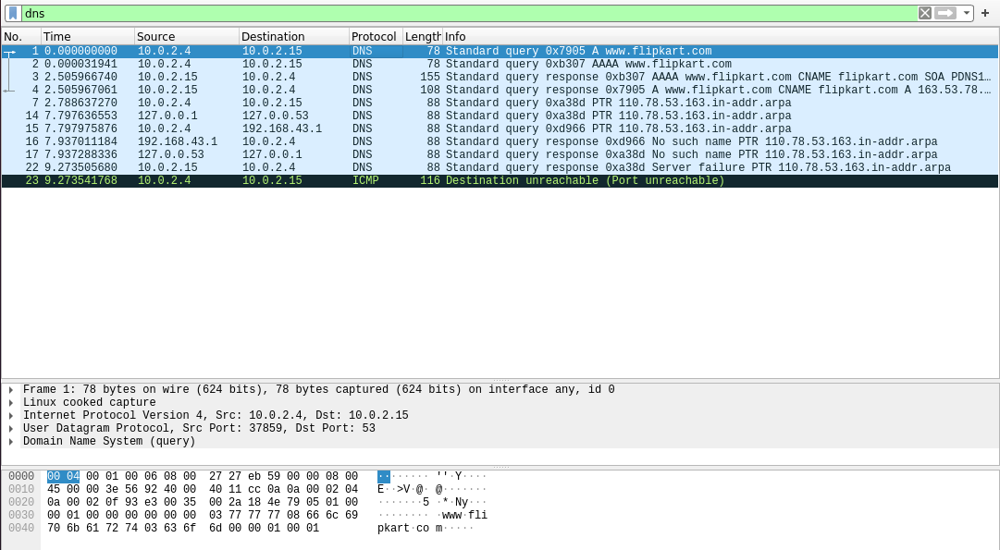 dns
No. Time Source Destination Protocol Length Info
1 0.000000000 10.0.2.4 10.0.2.15 DNS 78 Standard query 0x7905 A www.flipkart.com
2 0.000031941 10.0.2.4 10.0.2.15 DNS 78 Standard query 0xb307 AAAA www.flipkart.com
3 2.505966740 10.0.2.15 10.0.2.4 DNS 155 Standard query response 0xb307 AAAA www.flipkart.com CNAME flipkart.com SOA PDNS1…
4 2.505967061 10.0.2.15 10.0.2.4 DNS 108 Standard query response 0x7905 A www.flipkart.com CNAME flipkart.com A 163.53.78.…
7 2.788637270 10.0.2.4 10.0.2.15 DNS 88 Standard query 0xa38d PTR 110.78.53.163.in-addr.arpa
14 7.797636553 127.0.0.1 127.0.0.53 DNS 88 Standard query 0xa38d PTR 110.78.53.163.in-addr.arpa
15 7.797975876 10.0.2.4 192.168.43.1 DNS 88 Standard query 0xd966 PTR 110.78.53.163.in-addr.arpa
16 7.937011184 192.168.43.1 10.0.2.4 DNS 88 Standard query response 0xd966 No such name PTR 110.78.53.163.in-addr.arpa
17 7.937288336 127.0.0.53 127.0.0.1 DNS 88 Standard query response 0xa38d No such name PTR 110.78.53.163.in-addr.arpa
22 9.273505680 10.0.2.15 10.0.2.4 DNS 88 Standard query response 0xa38d Server failure PTR 110.78.53.163.in-addr.arpa
23 9.273541768 10.0.2.4 10.0.2.15 ICMP 116 Destination unreachable (Port unreachable)
Frame 1: 78 bytes on wire (624 bits), 78 bytes captured (624 bits) on interface any, id 0
Linux cooked capture
Internet Protocol Version 4, Src: 10.0.2.4, Dst: 10.0.2.15
User Datagram Protocol, Src Port: 37859, Dst Port: 53
Domain Name System (query)
0000 00 04 00 01 00 06 08 00 27 27 eb 59 00 00 08 00 ········ ''·Y····
0010 45 00 00 3e 56 92 40 00 40 11 cc 0a 0a 00 02 04 E··>V·@· @·······
0020 0a 00 02 0f 93 e3 00 35 00 2a 18 4e 79 05 01 00 ·······5 ·*·Ny···
0030 00 01 00 00 00 00 00 00 03 77 77 77 08 66 6c 69 ········ ·www·fli
0040 70 6b 61 72 74 03 63 6f 6d 00 00 01 00 01 pkart·co m·····